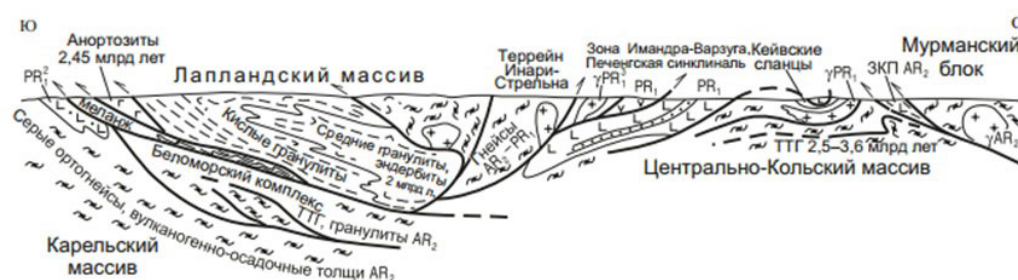 Ю
С
Анортозиты
2,45 млрд лет
PR₁²
Лапландский массив
Террейн
Инари-
Стрельна
Зона Имандра-Варзуга,
Печенгская синклиналь
γPR₁³
PR₁
PR₁
Кейвские
сланцы
γPR₁
ЗКП AR₂
Мурманский
блок
меланж
Кислые гранулиты
Средние гранулиты,
эндербиты
2 млрд л.
Гнейсы
AR₂–PR₁
γAR₂
ТТГ 2,5–3,6 млрд лет
Центрально-Кольский массив
Беломорский комплекс
ТТГ, гранулиты AR₂
Серые ортогнейсы, вулканогенно-осадочные толщи AR₂
Карельский
массив